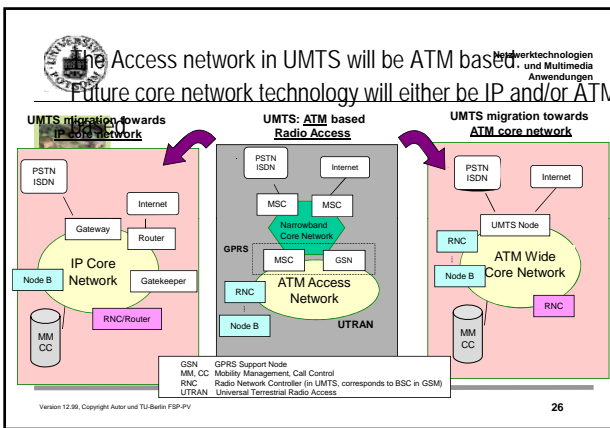 The Access network in UMTS will be ATM based.
Future core network technology will either be IP and/or ATM
based
Netzwerktechnologien
und Multimedia
Anwendungen
UMTS migration towards
IP core network
PSTN
ISDN
Internet
Gateway
Router
IP Core
Network
Node B
Gatekeeper
RNC/Router
MM
CC
UMTS: ATM based
Radio Access
PSTN
ISDN
Internet
MSC
MSC
Narrowband
Core Network
GPRS
MSC
GSN
ATM Access
Network
RNC
Node B
UTRAN
UMTS migration towards
ATM core network
PSTN
ISDN
Internet
UMTS Node
RNC
ATM Wide
Core Network
Node B
RNC
MM
CC
GSN GPRS Support Node
MM, CC Mobility Management, Call Control
RNC Radio Network Controller (in UMTS, corresponds to BSC in GSM)
UTRAN Universal Terrestrial Radio Access
Version 12.99, Copyright Autor und TU-Berlin FSP-PV
26